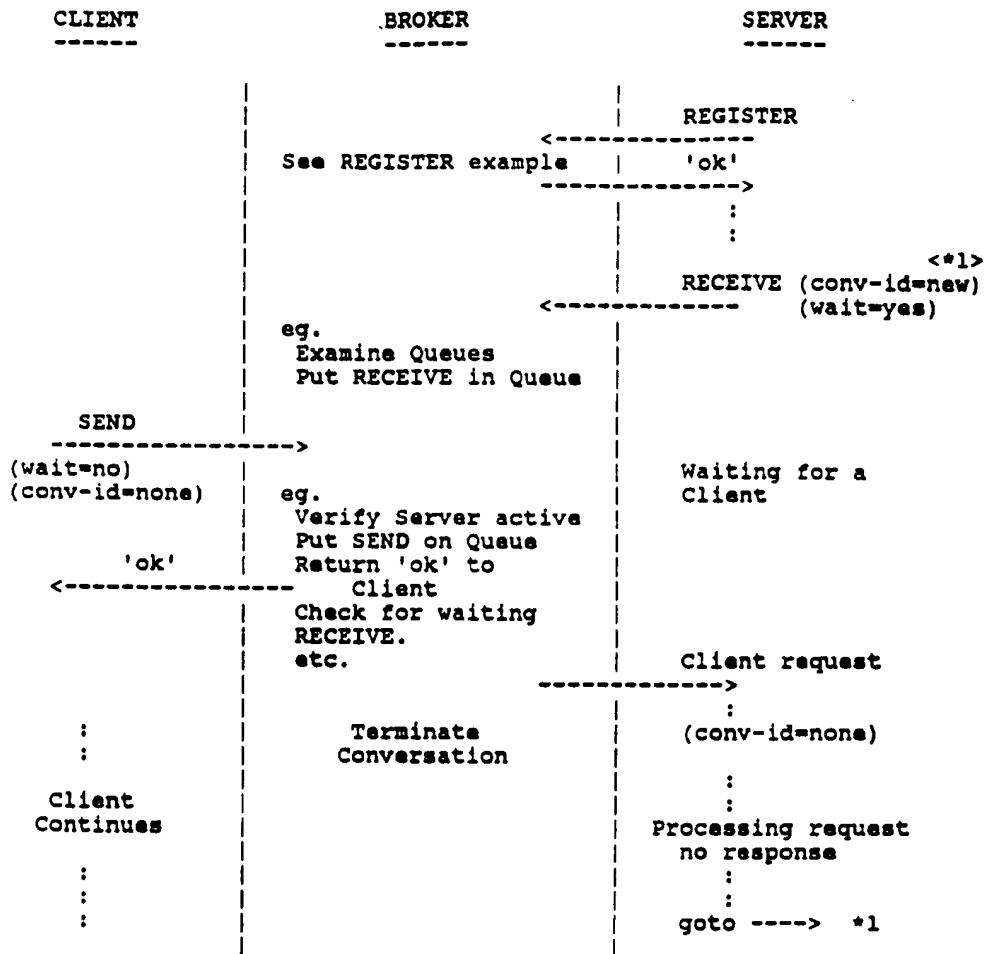 CLIENT BROKER SERVER
------ ------ ------
REGISTER
<-------------
See REGISTER example 'ok'
------------->
:
:
<*1>
RECEIVE (conv-id=new)
<------------- (wait=yes)
eg.
Examine Queues
Put RECEIVE in Queue
SEND
----------------->
(wait=no) Waiting for a
(conv-id=none) eg. Client
Verify Server active
Put SEND on Queue
'ok' Return 'ok' to
<---------------- Client
Check for waiting
RECEIVE.
etc. Client request
------------->
:
: Terminate (conv-id=none)
: Conversation
:
Client :
Continues Processing request
no response
: :
: :
: goto ----> *1